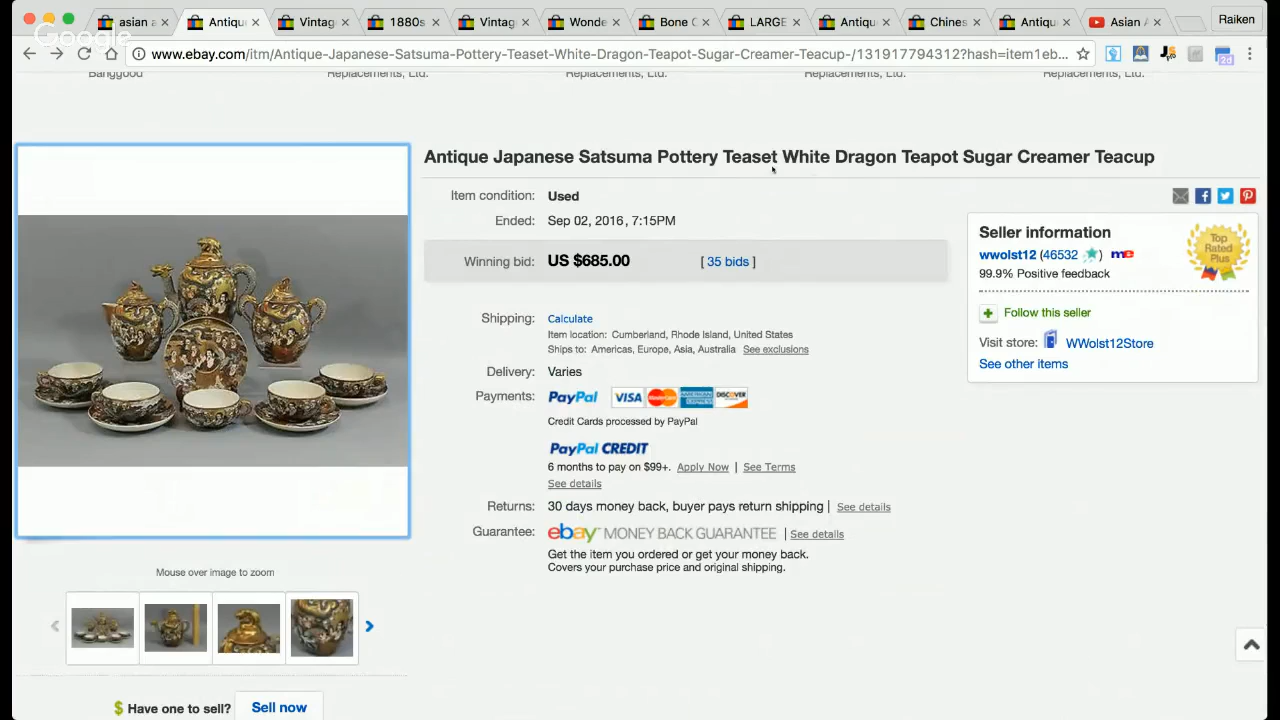 asian a
Antiqu
Vintag
1880s
Vintag
Wonde
Bone C
LARGE
Antiqu
Chines
Antiqu
Asian A
Raiken
Google
www.ebay.com/itm/Antique-Japanese-Satsuma-Pottery-Teaset-White-Dragon-Teapot-Sugar-Creamer-Teacup-/131917794312?hash=item1eb...
2d
Banggood
Replacements, Ltd.
Replacements, Ltd.
Replacements, Ltd.
Replacements, Ltd.
Antique Japanese Satsuma Pottery Teaset White Dragon Teapot Sugar Creamer Teacup
Item condition: Used
Ended: Sep 02, 2016 , 7:15PM
Winning bid: US $685.00 [ 35 bids ]
Shipping: Calculate
Item location: Cumberland, Rhode Island, United States
Ships to: Americas, Europe, Asia, Australia See exclusions
Delivery: Varies
Payments: PayPal VISA MasterCard AMERICAN EXPRESS DISCOVER
Credit Cards processed by PayPal
PayPal CREDIT
6 months to pay on $99+. Apply Now | See Terms
See details
Returns: 30 days money back, buyer pays return shipping | See details
Guarantee: ebay MONEY BACK GUARANTEE | See details
Get the item you ordered or get your money back.
Covers your purchase price and original shipping.
Seller information
wwolst12 (46532 ) me
99.9% Positive feedback
Top
Rated
Plus
Follow this seller
Visit store: WWolst12Store
See other items
Mouse over image to zoom
$ Have one to sell? Sell now